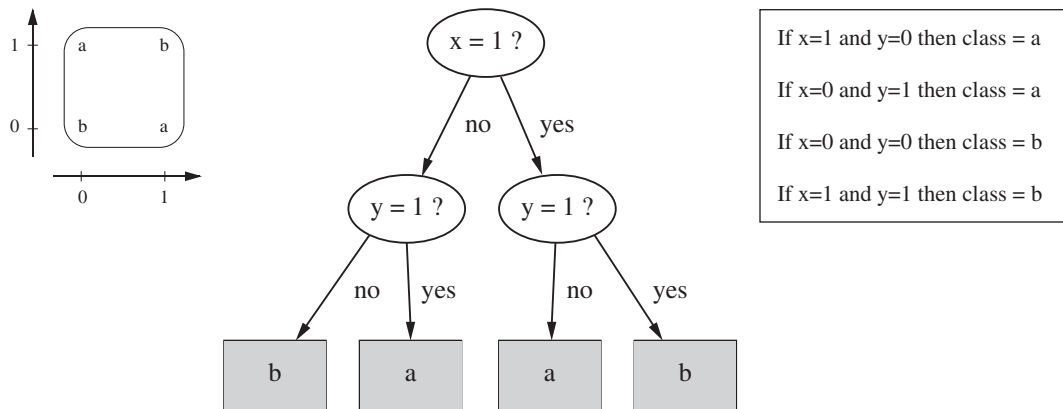 1
0
a b
b a
0 1
x = 1 ?
no yes
y = 1 ? y = 1 ?
no yes no yes
b a a b
If x=1 and y=0 then class = a
If x=0 and y=1 then class = a
If x=0 and y=0 then class = b
If x=1 and y=1 then class = b